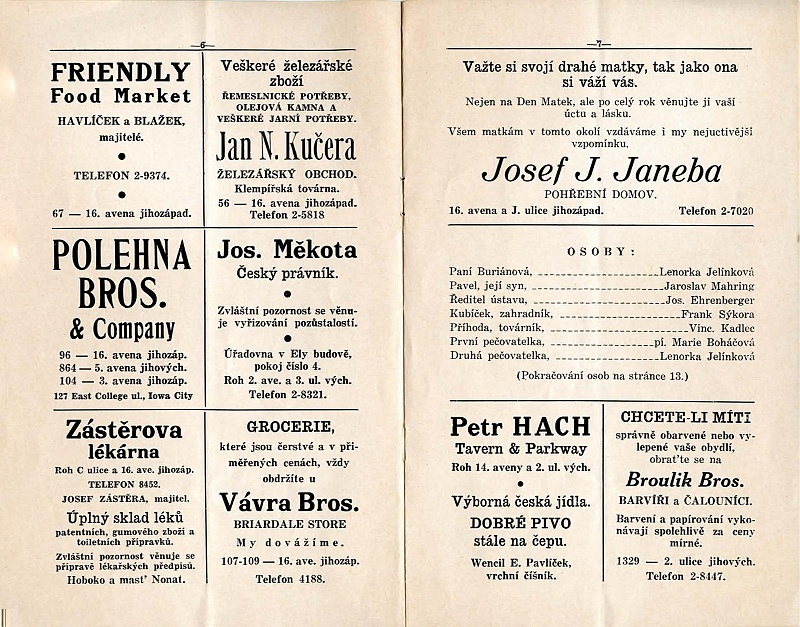 —6—
FRIENDLY
Food Market
HAVLÍČEK a BLAŽEK,
majitelé.
TELEFON 2-9374.
67 — 16. avena jihozápad.
Veškeré železářské
zboží
ŘEMESLNICKÉ POTŘEBY,
OLEJOVÁ KAMNA A
VEŠKERÉ JARNÍ POTŘEBY.
Jan N. Kučera
ŽELEZÁŘSKÝ OBCHOD.
Klempířská továrna.
56 — 16. avena jihozápad.
Telefon 2-5818
POLEHNA
BROS.
& Company
96 — 16. avena jihozáp.
864 — 5. avena jihových.
104 — 3. avena jihozáp.
127 East College ul., Iowa City
Jos. Měkota
Český právník.
Zvláštní pozornost se věnu-
je vyřizování pozůstalostí.
Úřadovna v Ely budově,
pokoj číslo 4.
Roh 2. ave. a 3. ul. vých.
Telefon 2-8321.
Zástěrova
lékárna
Roh C ulice a 16. ave. jihozáp.
TELEFON 8452.
JOSEF ZÁSTĚRA, majitel.
Úplný sklad léků
patentních, gumového zboží a
toiletních přípravků.
Zvláštní pozornost věnuje se
přípravě lékařských předpisů.
Hoboko a masť Nonat.
GROCERIE,
které jsou čerstvé a v při-
měřených cenách, vždy
obdržíte u
Vávra Bros.
BRIARDALE STORE
My dovážíme.
107-109 — 16. ave. jihozáp.
Telefon 4188.
—7—
Važte si svojí drahé matky, tak jako ona
si váží vás.
Nejen na Den Matek, ale po celý rok věnujte jí vaši
úctu a lásku.
Všem matkám v tomto okolí vzdáváme i my nejuctivější
vzpomínku.
Josef J. Janeba
POHŘEBNÍ DOMOV.
16. avena a J. ulice jihozápad. Telefon 2-7020
OSOBY:
Paní Buriánová, Lenorka Jelínková
Pavel, její syn, Jaroslav Mahring
Ředitel ústavu, Jos. Ehrenberger
Kubíček, zahradník, Frank Sýkora
Příhoda, továrník, Vinc. Kadlec
První pečovatelka, pí. Marie Boháčová
Druhá pečovatelka, Lenorka Jelínková
(Pokračování osob na stránce 13.)
Petr HACH
Tavern & Parkway
Roh 14. aveny a 2. ul. vých.
Výborná česká jídla.
DOBRÉ PIVO
stále na čepu.
Wencil E. Pavlíček,
vrchní číšník.
CHCETE-LI MÍTI
správně obarvené nebo vy-
lepené vaše obydlí,
obraťte se na
Broulik Bros.
BARVÍŘI a ČALOUNÍCI.
Barvení a papírování vyko-
návají spolehlivě za ceny
mírné.
1329 — 2. ulice jihových.
Telefon 2-8447.